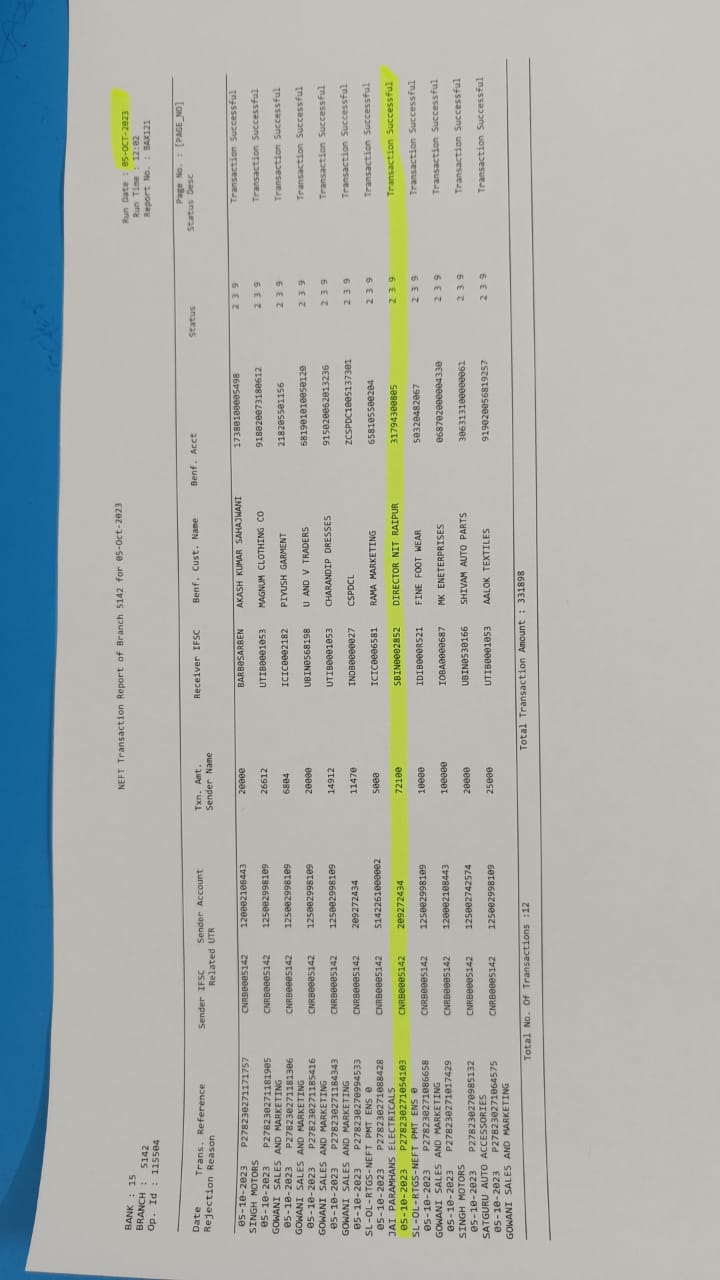 NEFT Transaction Report of Branch 5142 for 05-Oct-2023
BANK : 15
BRANCH : 5142
Op. Id : 115504
Run Date : 05-OCT-2023
Run Time : 12:02
Report No. : BAX121
Page No. : [PAGE_NO]
Date Trans. Reference Sender IFSC Sender Account Txn. Amt. Receiver IFSC Benf. Cust. Name Benf. Acct Status Status Desc
Rejection Reason Related UTR Sender Name
05-10-2023 P278230271171757 CNRB0005142 120002108443 20000 BARB0SARBEN AKASH KUMAR SAHAJWANI 17380100005498 2 3 9 Transaction Successful
SINGH MOTORS
05-10-2023 P278230271181905 CNRB0005142 125002998109 26612 UTIB0001053 MAGNUM CLOTHING CO 918020073180612 2 3 9 Transaction Successful
GOWANI SALES AND MARKETING
05-10-2023 P278230271181306 CNRB0005142 125002998109 6804 ICIC0002182 PIYUSH GARMENT 218205501156 2 3 9 Transaction Successful
GOWANI SALES AND MARKETING
05-10-2023 P278230271185416 CNRB0005142 125002998109 20000 UBIN0568198 U AND V TRADERS 681901010050120 2 3 9 Transaction Successful
GOWANI SALES AND MARKETING
05-10-2023 P278230271184343 CNRB0005142 125002998109 14912 UTIB0001053 CHARANDIP DRESSES 915020062013236 2 3 9 Transaction Successful
GOWANI SALES AND MARKETING
05-10-2023 P278230270994533 CNRB0005142 209272434 11470 INDB0000027 CSPDCL ZCSPDC1005137301 2 3 9 Transaction Successful
SL-OL-RTGS-NEFT PMT ENS 0
05-10-2023 P278230271088428 CNRB0005142 5142261000002 5000 ICIC0006581 RAMA MARKETING 658105500204 2 3 9 Transaction Successful
JAI PARAMHANS ELECTRICALS
05-10-2023 P278230271054103 CNRB0005142 209272434 72100 SBIN0002852 DIRECTOR NIT RAIPUR 31794300805 2 3 9 Transaction Successful
SL-OL-RTGS-NEFT PMT ENS 0
05-10-2023 P278230271086658 CNRB0005142 125002998109 10000 IDIB000R521 FINE FOOT WEAR 50320482067 2 3 9 Transaction Successful
GOWANI SALES AND MARKETING
05-10-2023 P278230271017429 CNRB0005142 120002108443 100000 IOBA0000687 MK ENETERPRISES 068702000004330 2 3 9 Transaction Successful
SINGH MOTORS
05-10-2023 P278230270985132 CNRB0005142 125002742574 20000 UBIN0530166 SHIVAM AUTO PARTS 306313100000061 2 3 9 Transaction Successful
SATGURU AUTO ACCESSORIES
05-10-2023 P278230271064575 CNRB0005142 125002998109 25000 UTIB0001053 AALOK TEXTILES 919020056819257 2 3 9 Transaction Successful
GOWANI SALES AND MARKETING
Total No. Of Transactions :12 Total Transaction Amount : 331898